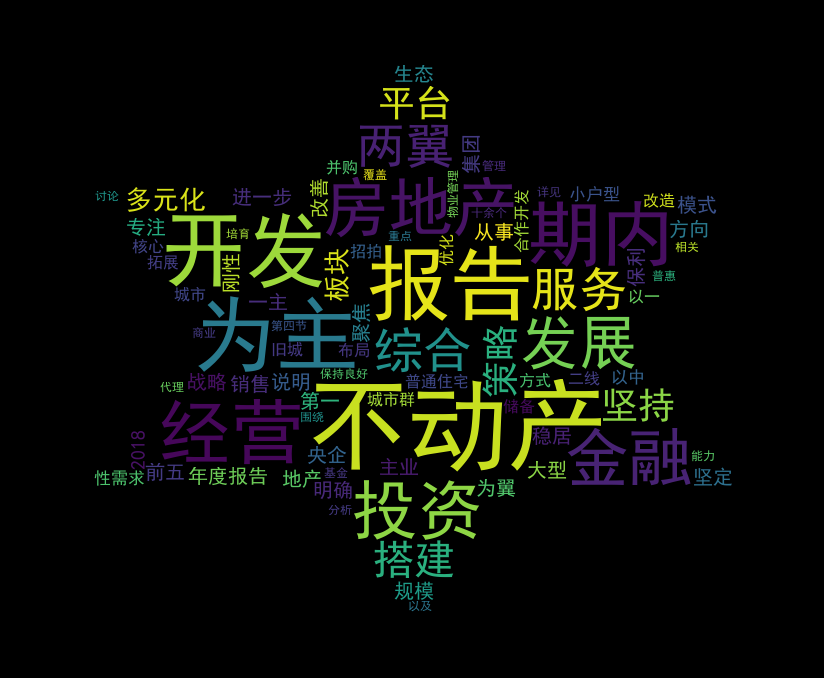 生态
平台
两翼
集团
并购
覆盖
管理
讨论
多元化
进一步
改善
房地产
物业管理
详见
小户型
改造
模式
专注
培育
开发
十余个
合作开发
期内
方向
核心
重点
从事
相关
拓展
刚性
板块
招拍
优化
保利
普惠
城市
一主
报告
服务
以一
商业
第四节
为主
聚焦
综合
策略
发展
旧城
布局
代理
战略
销售
说明
保持良好
普通住宅
方式
二线
以中
第一
城市群
不动产
储备
坚持
2018
经营
围绕
稳居
金融
能力
央企
主业
性需求
前五
年度报告
地产
基金
明确
投资
为翼
大型
坚定
分析
搭建
规模
以及